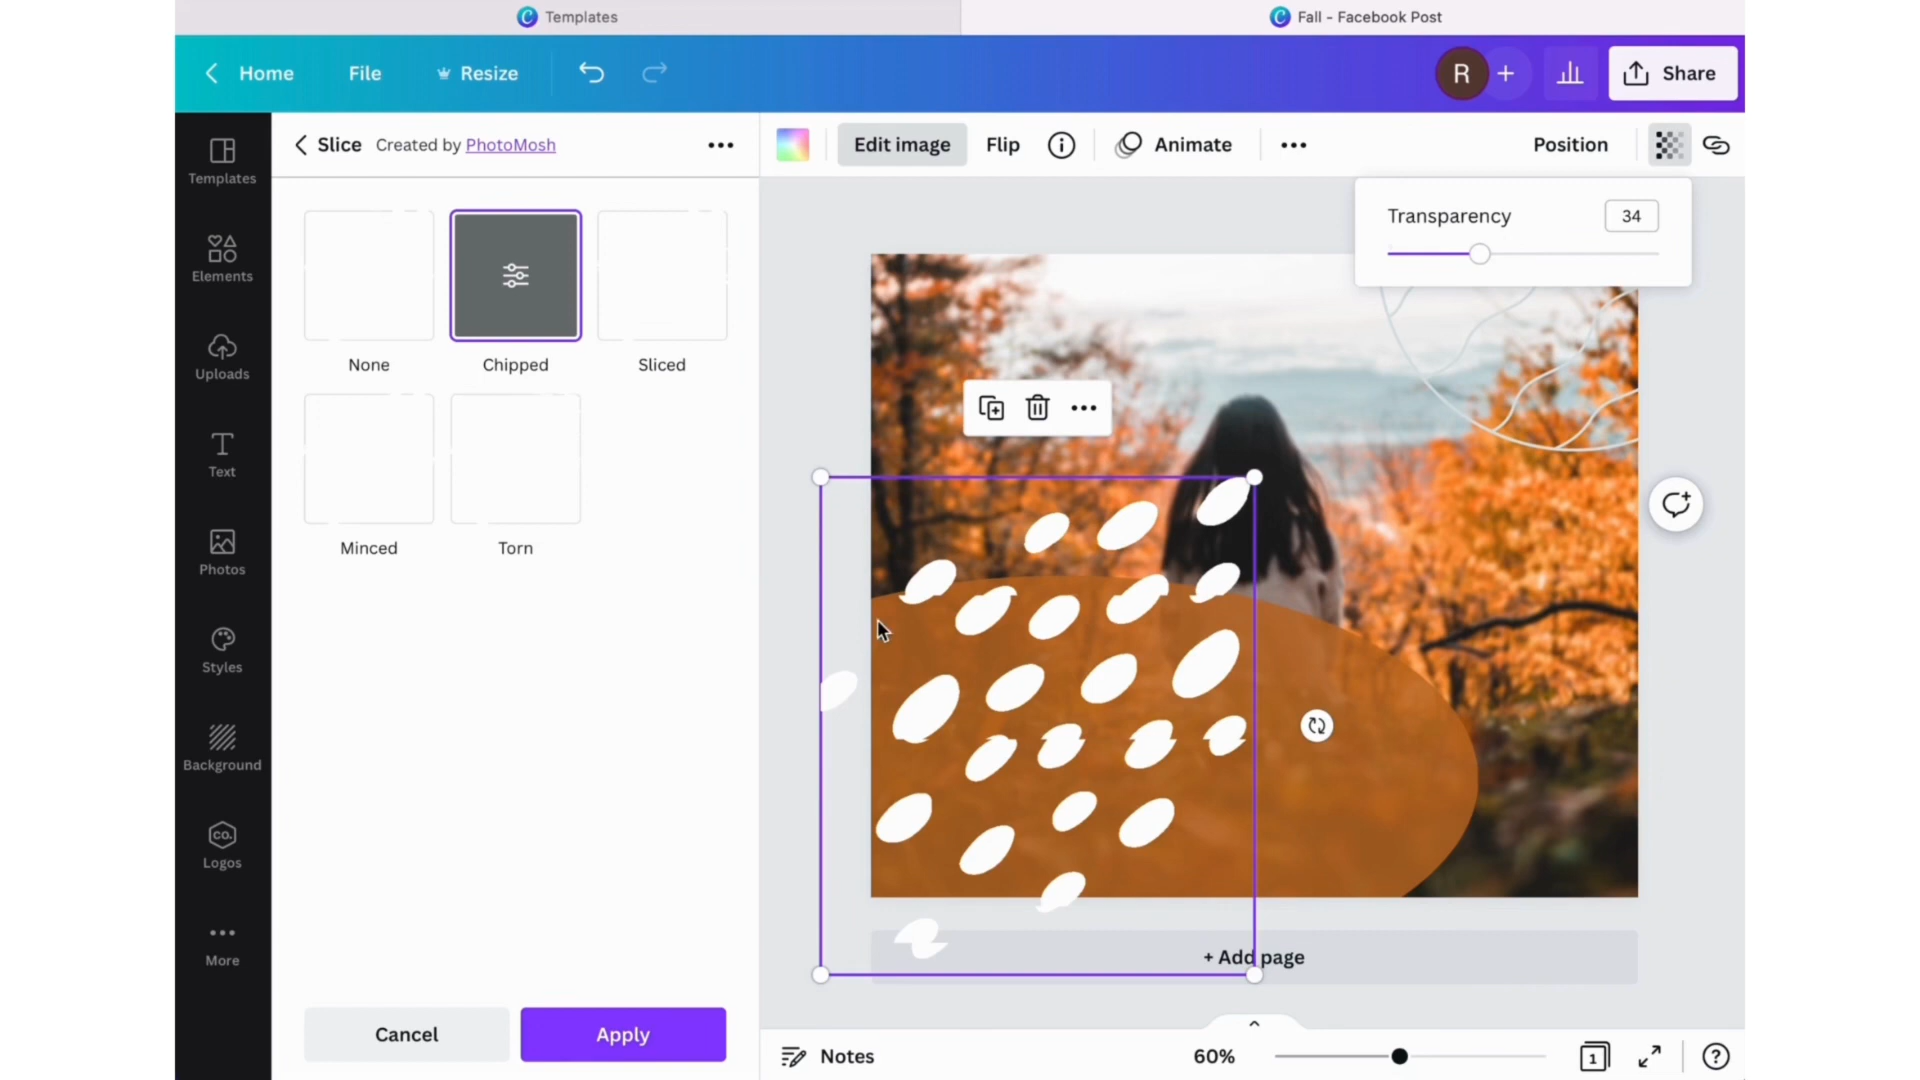 Templates
Fall - Facebook Post
Home
File
Resize
R
+
Share
Slice
Created by PhotoMosh
Edit image
Flip
Animate
Position
Transparency
34
Templates
Elements
Uploads
Text
Photos
Styles
Background
CO.
Logos
More
None
Chipped
Sliced
Minced
Torn
+ Add page
Cancel
Apply
Notes
60%
1
?